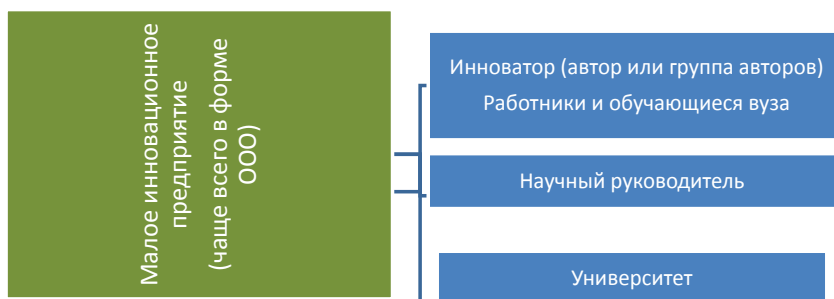 Малое инновационное
предприятие
(чаще всего в форме
ООО)
Инноватор (автор или группа авторов)
Работники и обучающиеся вуза
Научный руководитель
Университет